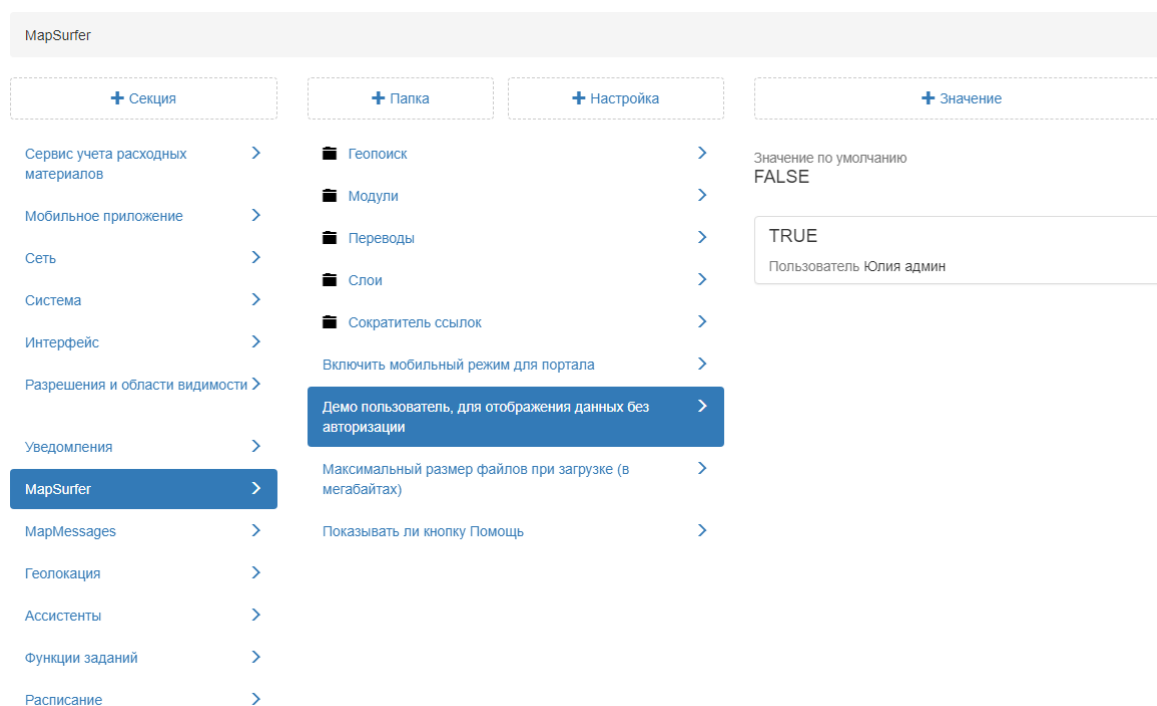 MapSurfer
+ Секция
+ Папка
+ Настройка
+ Значение
Сервис учета расходных
материалов
Мобильное приложение
Сеть
Система
Интерфейс
Разрешения и области видимости
Уведомления
MapSurfer
MapMessages
Геолокация
Ассистенты
Функции заданий
Расписание
Геопоиск
Модули
Переводы
Слои
Сократитель ссылок
Включить мобильный режим для портала
Демо пользователь, для отображения данных без
авторизации
Максимальный размер файлов при загрузке (в
мегабайтах)
Показывать ли кнопку Помощь
Значение по умолчанию
FALSE
TRUE
Пользователь Юлия админ